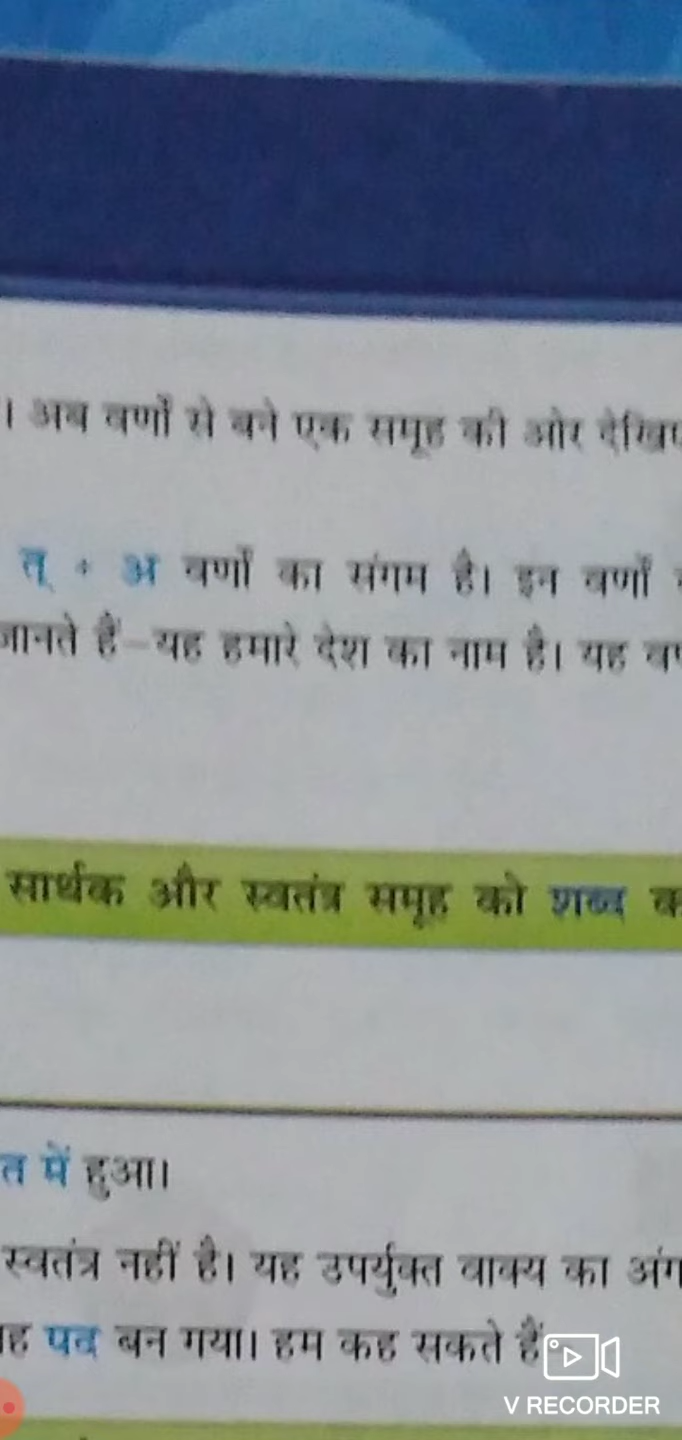 । अब वर्णों से बने एक समूह की ओर देखिए
त् + अ वर्णों का संगम है। इन वर्णों
जानते हैं–यह हमारे देश का नाम है। यह
सार्थक और स्वतंत्र समूह को शब्द
त में हुआ।
स्वतंत्र नहीं है। यह उपर्युक्त वाक्य का अंग
पद बन गया। हम कह सकते हैं
V RECORDER